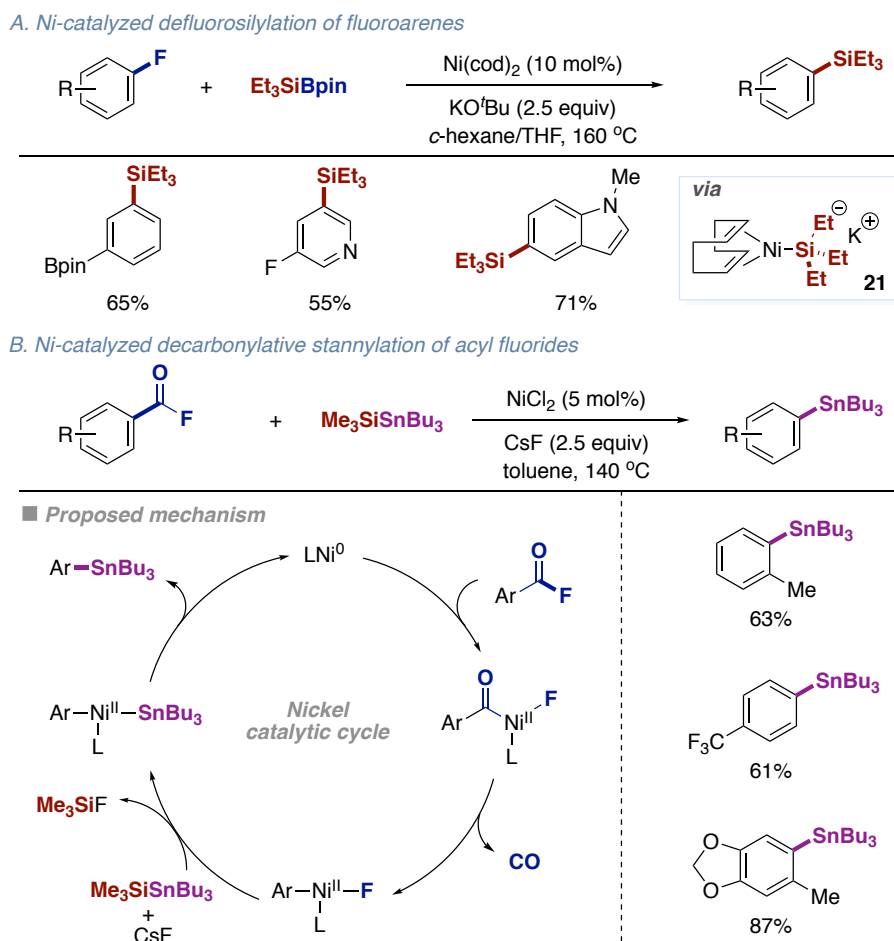 A. Ni-catalyzed defluorosilylation of fluoroarenes
R
F
+
Et₃SiBpin
Ni(cod)₂ (10 mol%)
KOᵗBu (2.5 equiv)
c-hexane/THF, 160 ºC
R
SiEt₃
SiEt₃
Bpin
65%
SiEt₃
F
N
55%
Me
N
Et₃Si
71%
via
Ni
Si
Et
Et
Et
⊖
K
⊕
21
B. Ni-catalyzed decarbonylative stannylation of acyl fluorides
O
F
R
+
Me₃SiSnBu₃
NiCl₂ (5 mol%)
CsF (2.5 equiv)
toluene, 140 ºC
R
SnBu₃
■ Proposed mechanism
LNi⁰
O
Ar
F
O
F
Ar
Niᴵᴵ
L
CO
Ar
Niᴵᴵ
F
L
Me₃SiSnBu₃
+
CsF
Me₃SiF
Ar
Niᴵᴵ
SnBu₃
L
Ar
SnBu₃
Nickel
catalytic cycle
SnBu₃
Me
63%
SnBu₃
F₃C
61%
O
O
SnBu₃
Me
87%